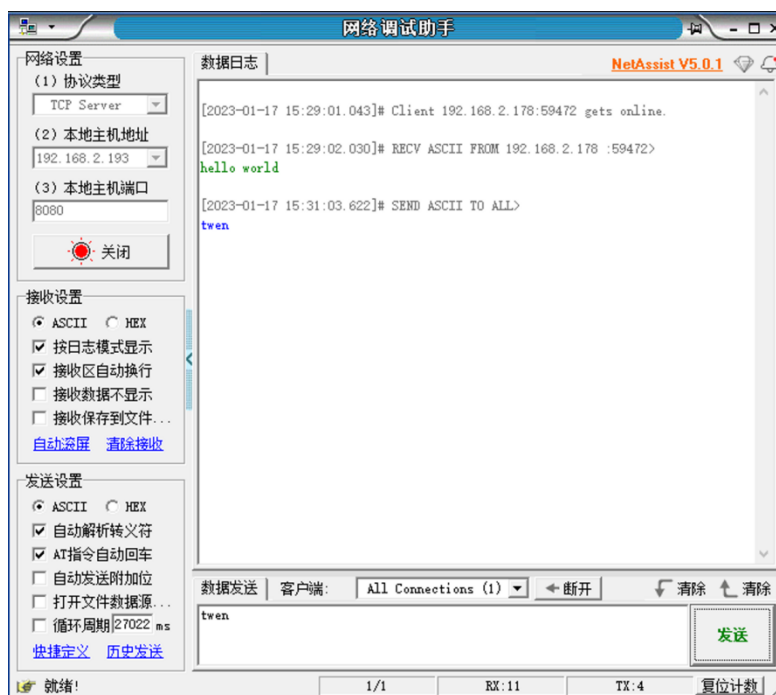 网络调试助手
网络设置
(1) 协议类型
TCP Server
(2) 本地主机地址
192.168.2.193
(3) 本地主机端口
8080
关闭
接收设置
ASCII HEX
按日志模式显示
接收区自动换行
接收数据不显示
接收保存到文件...
自动滚屏 清除接收
发送设置
ASCII HEX
自动解析转义符
AT指令自动回车
自动发送附加位
打开文件数据源...
循环周期 27022 ms
快捷定义 历史发送
数据日志 NetAssist V5.0.1
[2023-01-17 15:29:01.043]# Client 192.168.2.178:59472 gets online.
[2023-01-17 15:29:02.030]# RECV ASCII FROM 192.168.2.178 :59472>
hello world
[2023-01-17 15:31:03.622]# SEND ASCII TO ALL>
twen
数据发送 客户端: All Connections (1) 断开 清除 清除
twen
发送
就绪! 1/1 RX:11 TX:4 复位计数